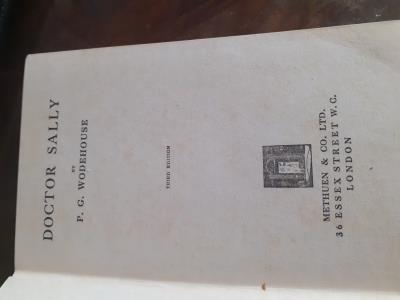 DOCTOR SALLY
BY
P. G. WODEHOUSE
THIRD EDITION
METHUEN & CO. LTD.
36 ESSEX STREET W.C.
LONDON